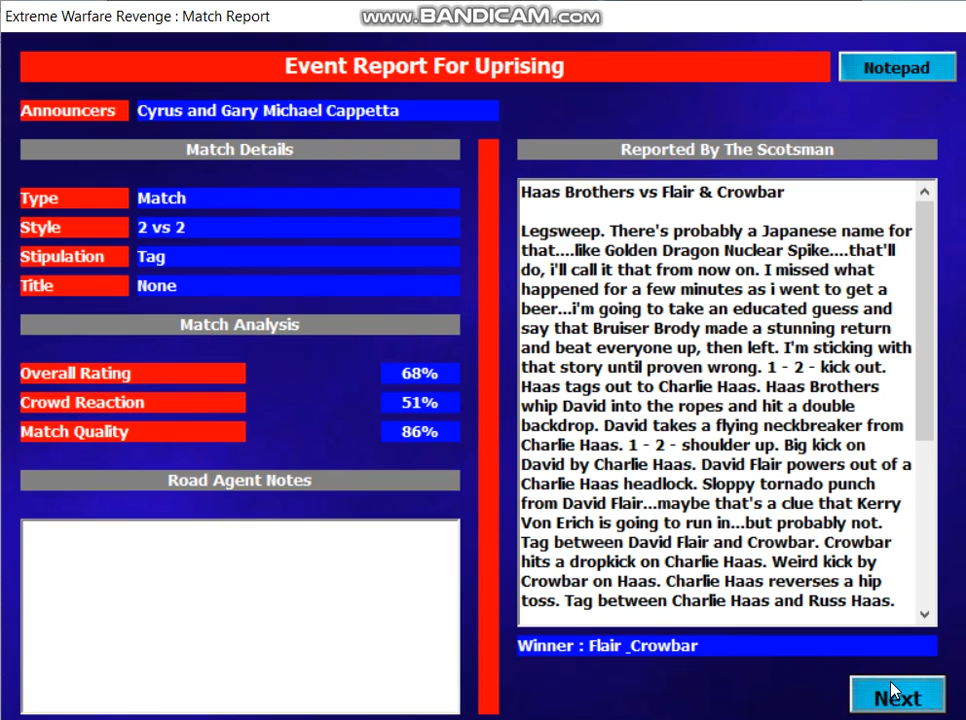 Extreme Warfare Revenge : Match Report
www.BANDICAM.com
Event Report For Uprising
Notepad
Announcers
Cyrus and Gary Michael Cappetta
Match Details
Type
Match
Style
2 vs 2
Stipulation
Tag
Title
None
Match Analysis
Overall Rating
68%
Crowd Reaction
51%
Match Quality
86%
Road Agent Notes
Reported By The Scotsman
Haas Brothers vs Flair & Crowbar
Legsweep. There's probably a Japanese name for
that....like Golden Dragon Nuclear Spike....that'll
do, i'll call it that from now on. I missed what
happened for a few minutes as i went to get a
beer...i'm going to take an educated guess and
say that Bruiser Brody made a stunning return
and beat everyone up, then left. I'm sticking with
that story until proven wrong. 1 - 2 - kick out.
Haas tags out to Charlie Haas. Haas Brothers
whip David into the ropes and hit a double
backdrop. David takes a flying neckbreaker from
Charlie Haas. 1 - 2 - shoulder up. Big kick on
David by Charlie Haas. David Flair powers out of a
Charlie Haas headlock. Sloppy tornado punch
from David Flair...maybe that's a clue that Kerry
Von Erich is going to run in...but probably not.
Tag between David Flair and Crowbar. Crowbar
hits a dropkick on Charlie Haas. Weird kick by
Crowbar on Haas. Charlie Haas reverses a hip
toss. Tag between Charlie Haas and Russ Haas.
Winner : Flair _Crowbar
Next